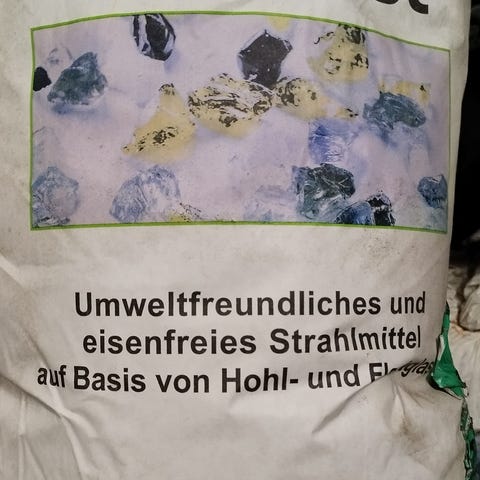 Umweltfreundliches und
eisenfreies Strahlmittel
auf Basis von Hohl- und